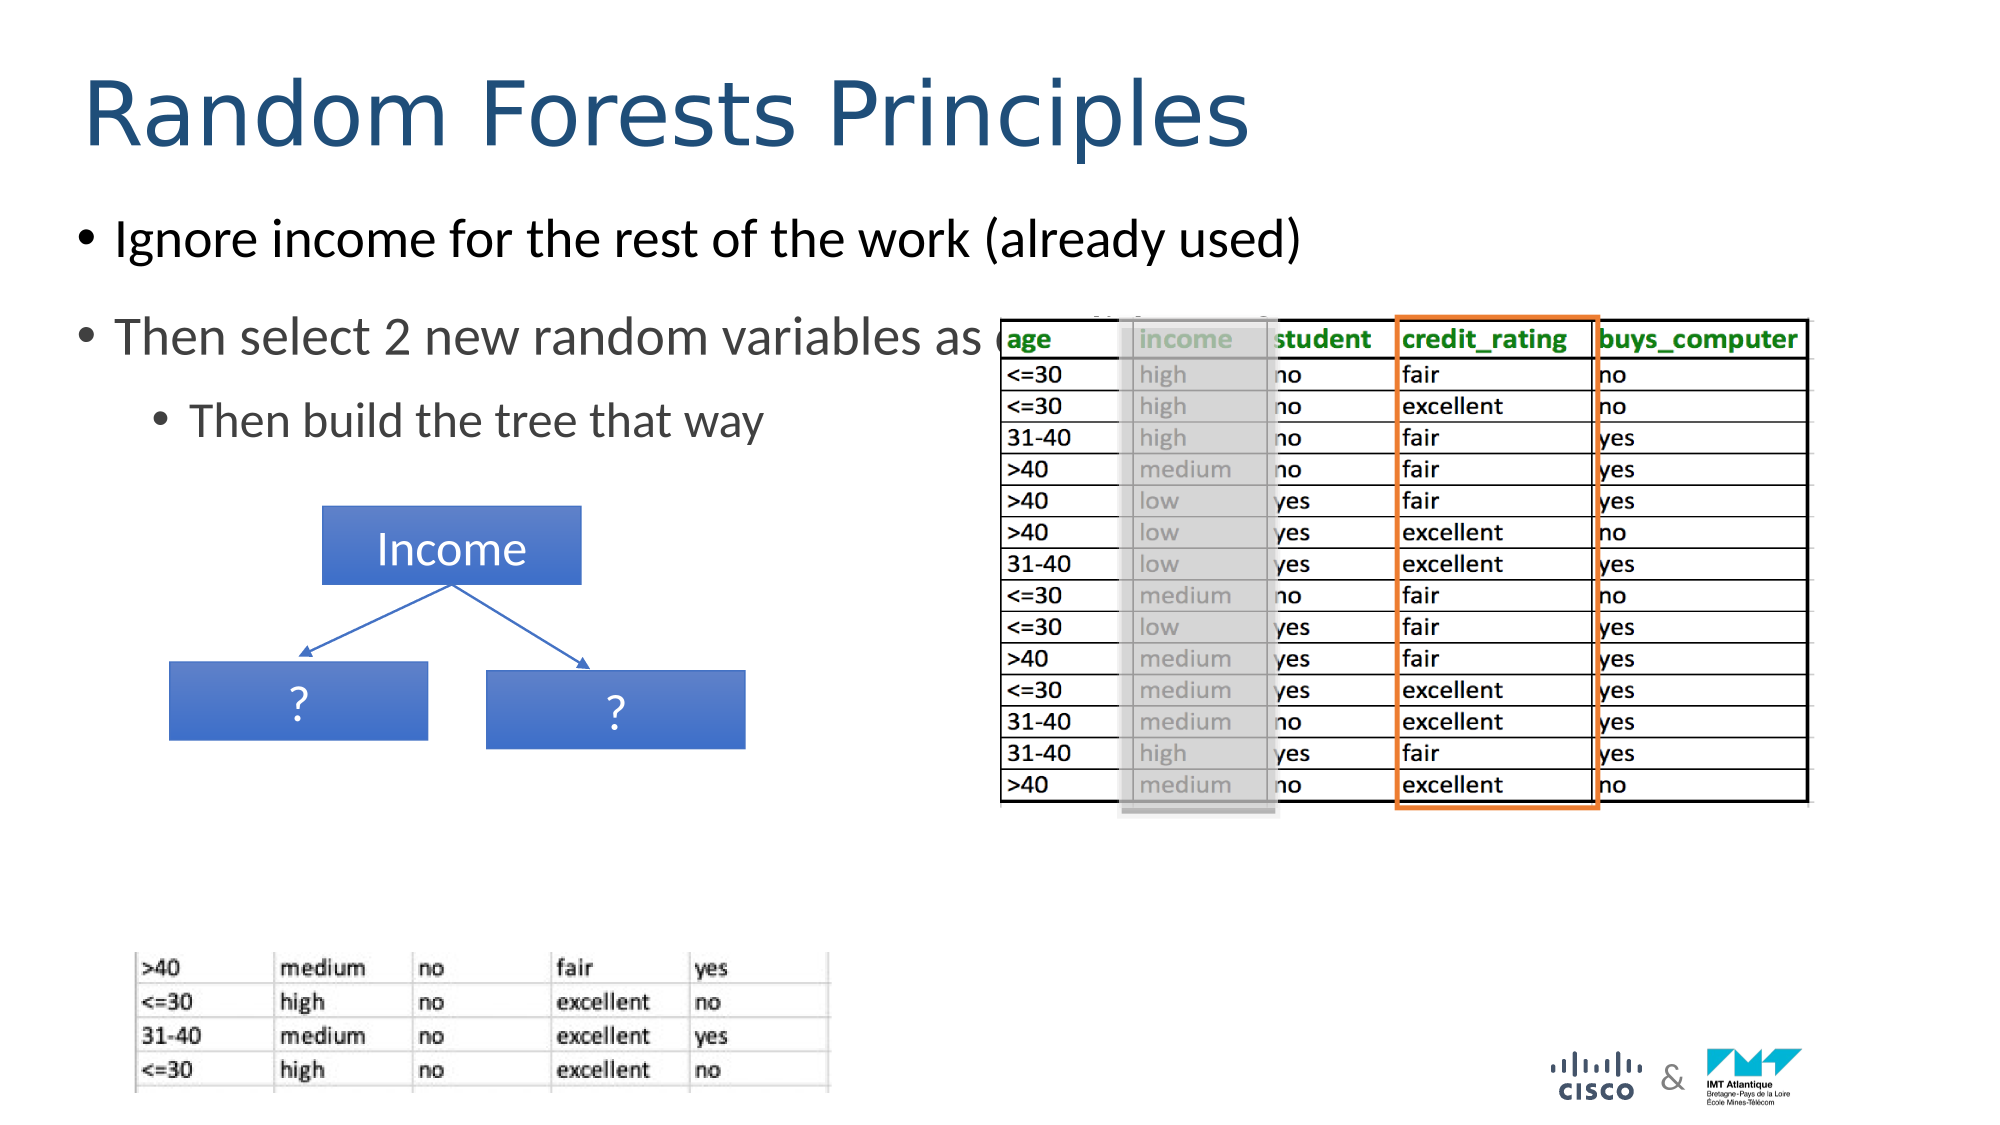 Random Forests Principles
• Ignore income for the rest of the work (already used)
• Then select 2 new random variables as
• Then build the tree that way
Income
?
?
age income student credit_rating buys_computer
<=30 high no fair no
<=30 high no excellent no
31-40 high no fair yes
>40 medium no fair yes
>40 low yes fair yes
>40 low yes excellent no
31-40 low yes excellent yes
<=30 medium no fair no
<=30 low yes fair yes
>40 medium yes fair yes
<=30 medium yes excellent yes
31-40 medium no excellent yes
31-40 high yes fair yes
>40 medium no excellent no
>40 medium no fair yes
<=30 high no excellent no
31-40 medium no excellent yes
<=30 high no excellent no
CISCO & IMT Atlantique
Bretagne-Pays de la Loire
École Mines-Télécom